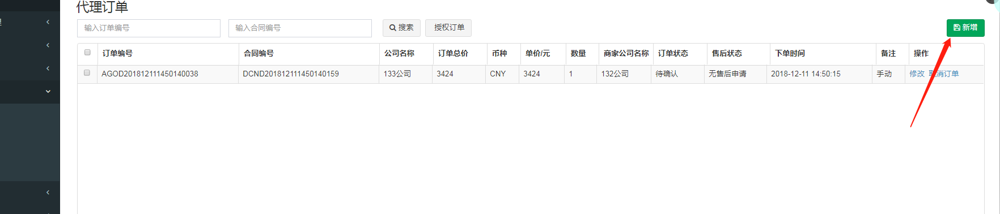 代理订单
输入订单编号 输入合同编号 搜索 授权订单 新增
订单编号 合同编号 公司名称 订单总价 币种 单价/元 数量 商家公司名称 订单状态 售后状态 下单时间 备注 操作
AGOD201812111450140038 DCND201812111450140159 133公司 3424 CNY 3424 1 132公司 待确认 无售后申请 2018-12-11 14:50:15 手动 修改 取消订单